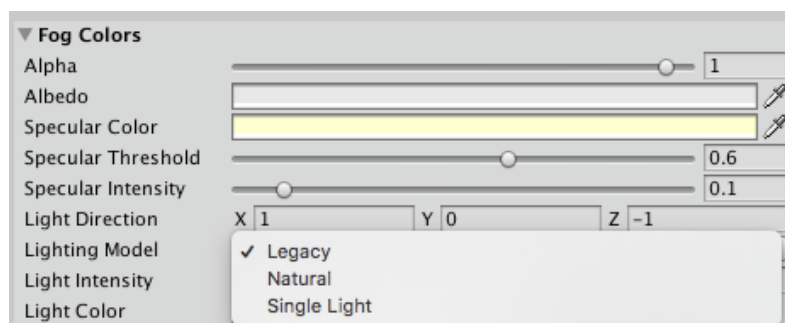 Fog Colors
Alpha 1
Albedo
Specular Color
Specular Threshold 0.6
Specular Intensity 0.1
Light Direction X 1 Y 0 Z -1
Lighting Model ✓ Legacy
Light Intensity Natural
Light Color Single Light